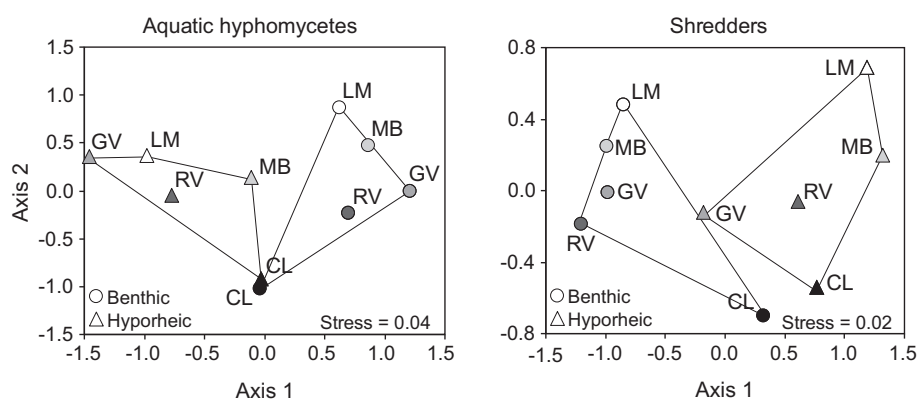 Aquatic hyphomycetes
1.5
1.0
0.5
0.0
-0.5
-1.0
-1.5
Axis 2
GV
LM
RV
MB
LM
MB
GV
RV
CL
CL
Benthic
Hyporheic
Stress = 0.04
-1.5 -1.0 -0.5 0.0 0.5 1.0 1.5
Axis 1
Shredders
0.8
0.4
0.0
-0.4
-0.8
LM
MB
GV
RV
CL
LM
MB
RV
GV
CL
Benthic
Hyporheic
Stress = 0.02
-1.5 -1.0 -0.5 0.0 0.5 1.0 1.5
Axis 1